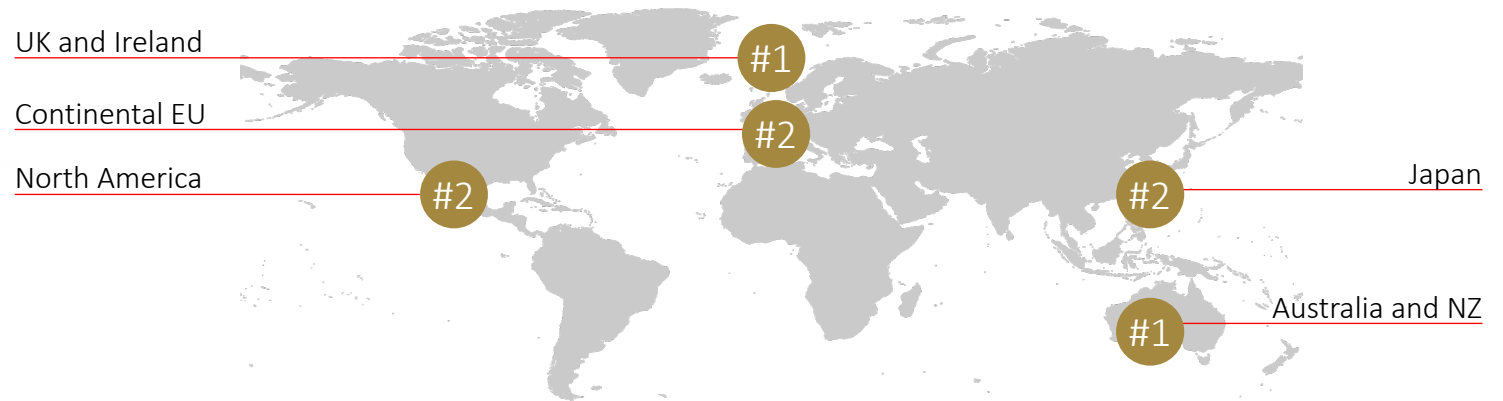 UK and Ireland
#1
Continental EU
#2
North America
#2
Japan
#2
Australia and NZ
#1